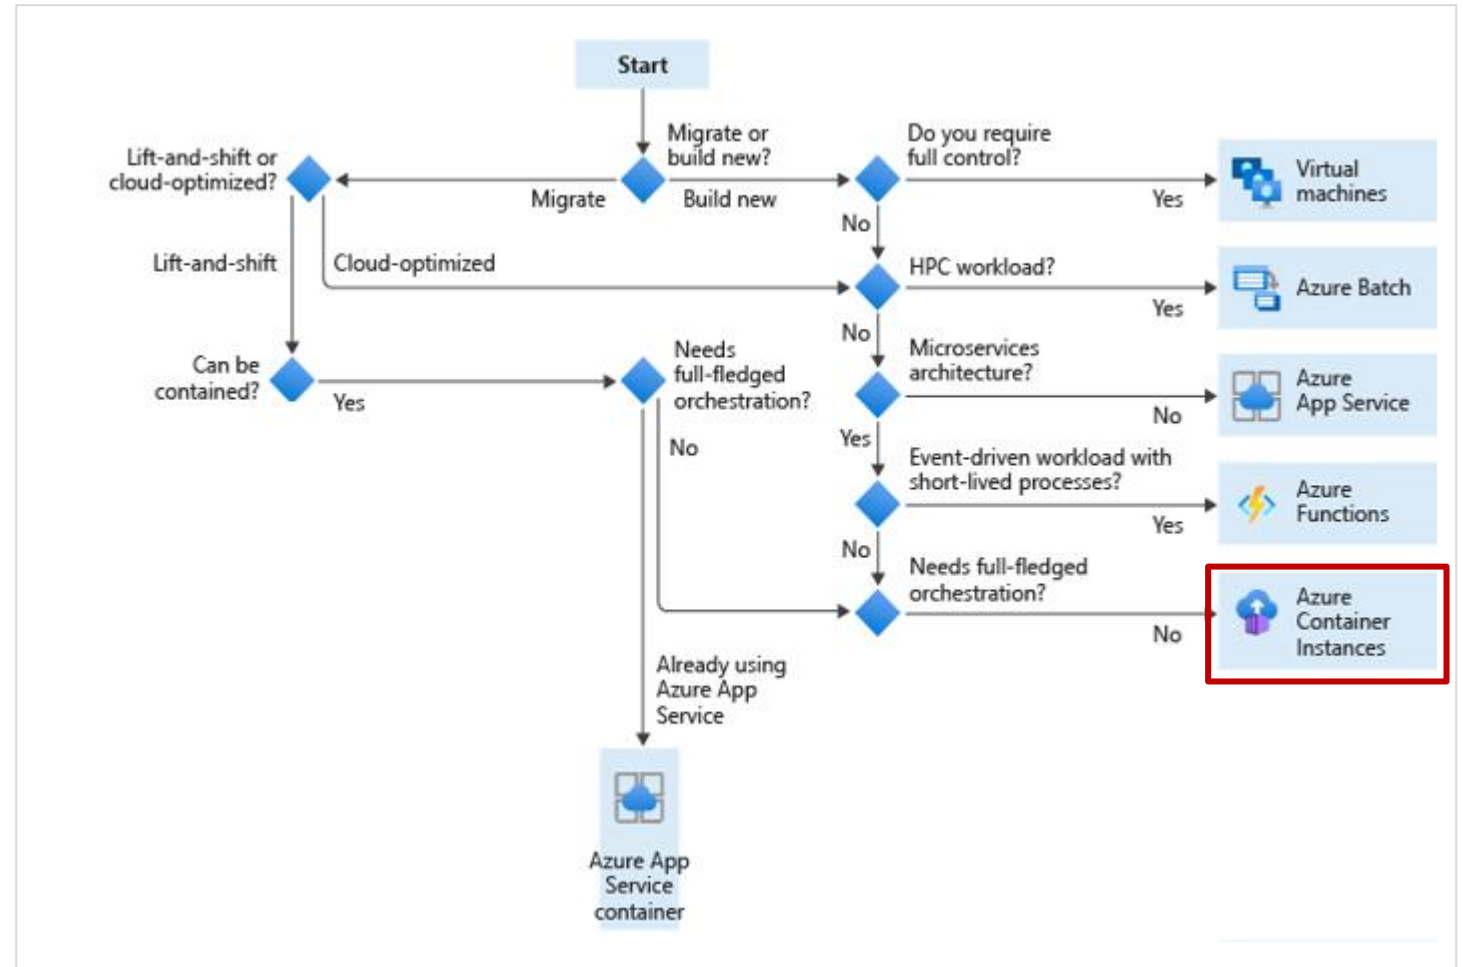 Start
Migrate or
build new?
Do you require
full control?
Lift-and-shift or
cloud-optimized?
Migrate
Build new
Yes
Virtual
machines
No
Lift-and-shift
Cloud-optimized
HPC workload?
Yes
Azure Batch
No
Can be
contained?
Yes
Needs
full-fledged
orchestration?
Microservices
architecture?
No
Azure
App Service
No
Yes
Event-driven workload with
short-lived processes?
Yes
Azure
Functions
No
Needs full-fledged
orchestration?
No
Azure
Container
Instances
Already using
Azure App
Service
Azure App
Service
container